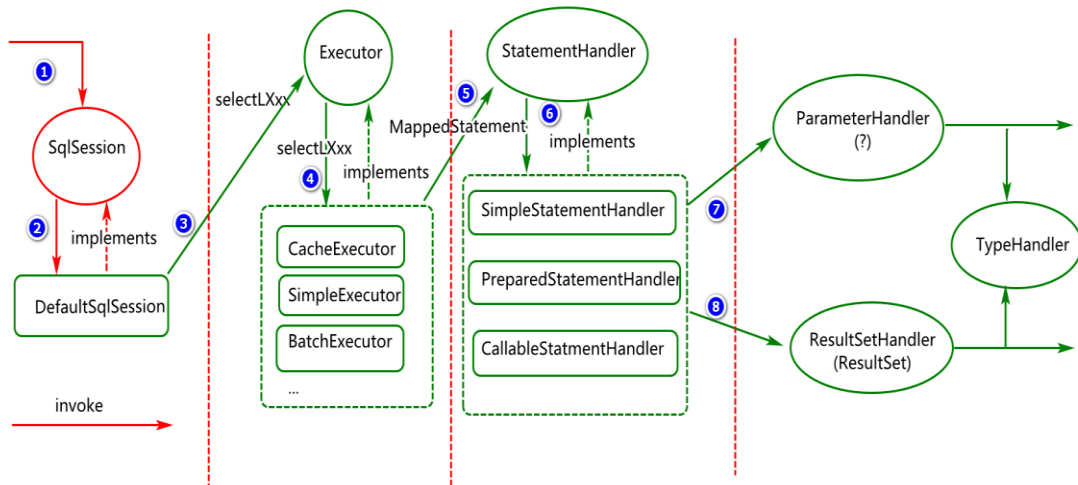 1
SqlSession
2
implements
DefaultSqlSession
invoke
3
selectLXxx
Executor
selectLXxx
4
implements
CacheExecutor
SimpleExecutor
BatchExecutor
...
5
MappedStatement
StatementHandler
6
implements
SimpleStatementHandler
PreparedStatementHandler
CallableStatmentHandler
7
8
ParameterHandler
(?)
TypeHandler
ResultSetHandler
(ResultSet)